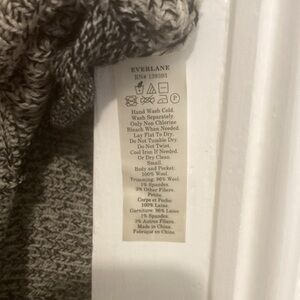 EVERLANE
RN# 139593
Hand Wash Cold.
Wash Separately.
Only Non Chlorine
Bleach When Needed.
Lay Flat To Dry.
Do Not Tumble Dry.
Do Not Twist.
Cool Iron If Needed.
Or Dry Clean.
Small.
Body and Pocket:
100% Wool.
Trimming: 96% Wool.
1% Spandex.
3% Other Fibers.
Petite.
Corps et Poche:
100% Laine.
Garniture: 96% Laine
1% Spandex.
3% Autres Fibres.
Made in China.
Fabriqué en Chine.